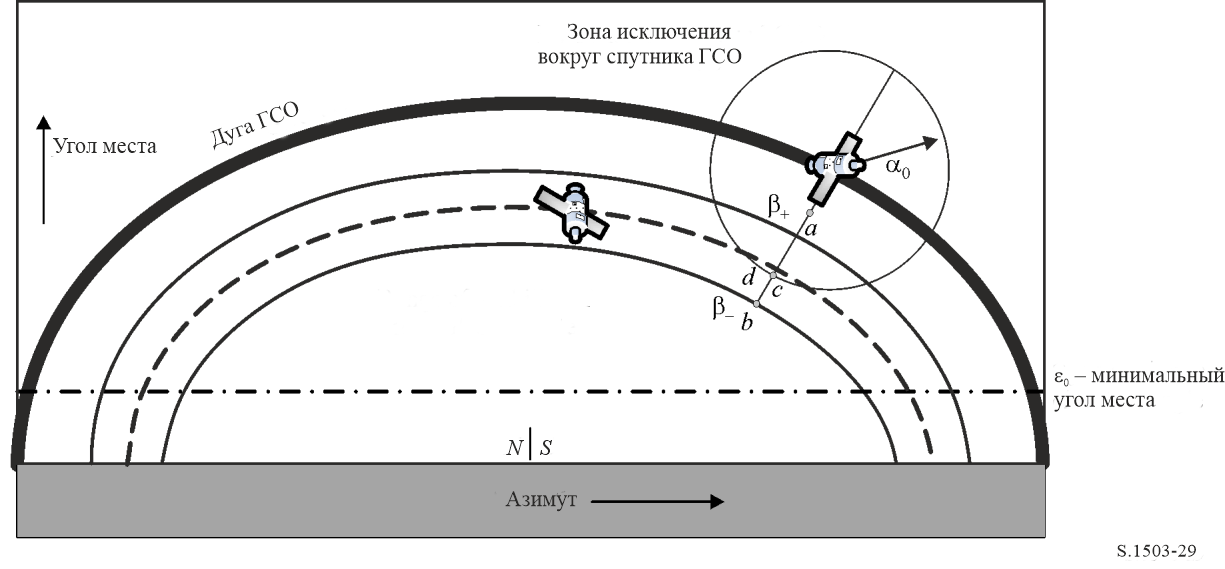 Зона исключения
вокруг спутника ГСО
Дуга ГСО
Угол места
α₀
β₊
a
d
c
β₋
b
ε₀ – минимальный
угол места
N | S
Азимут
S.1503-29